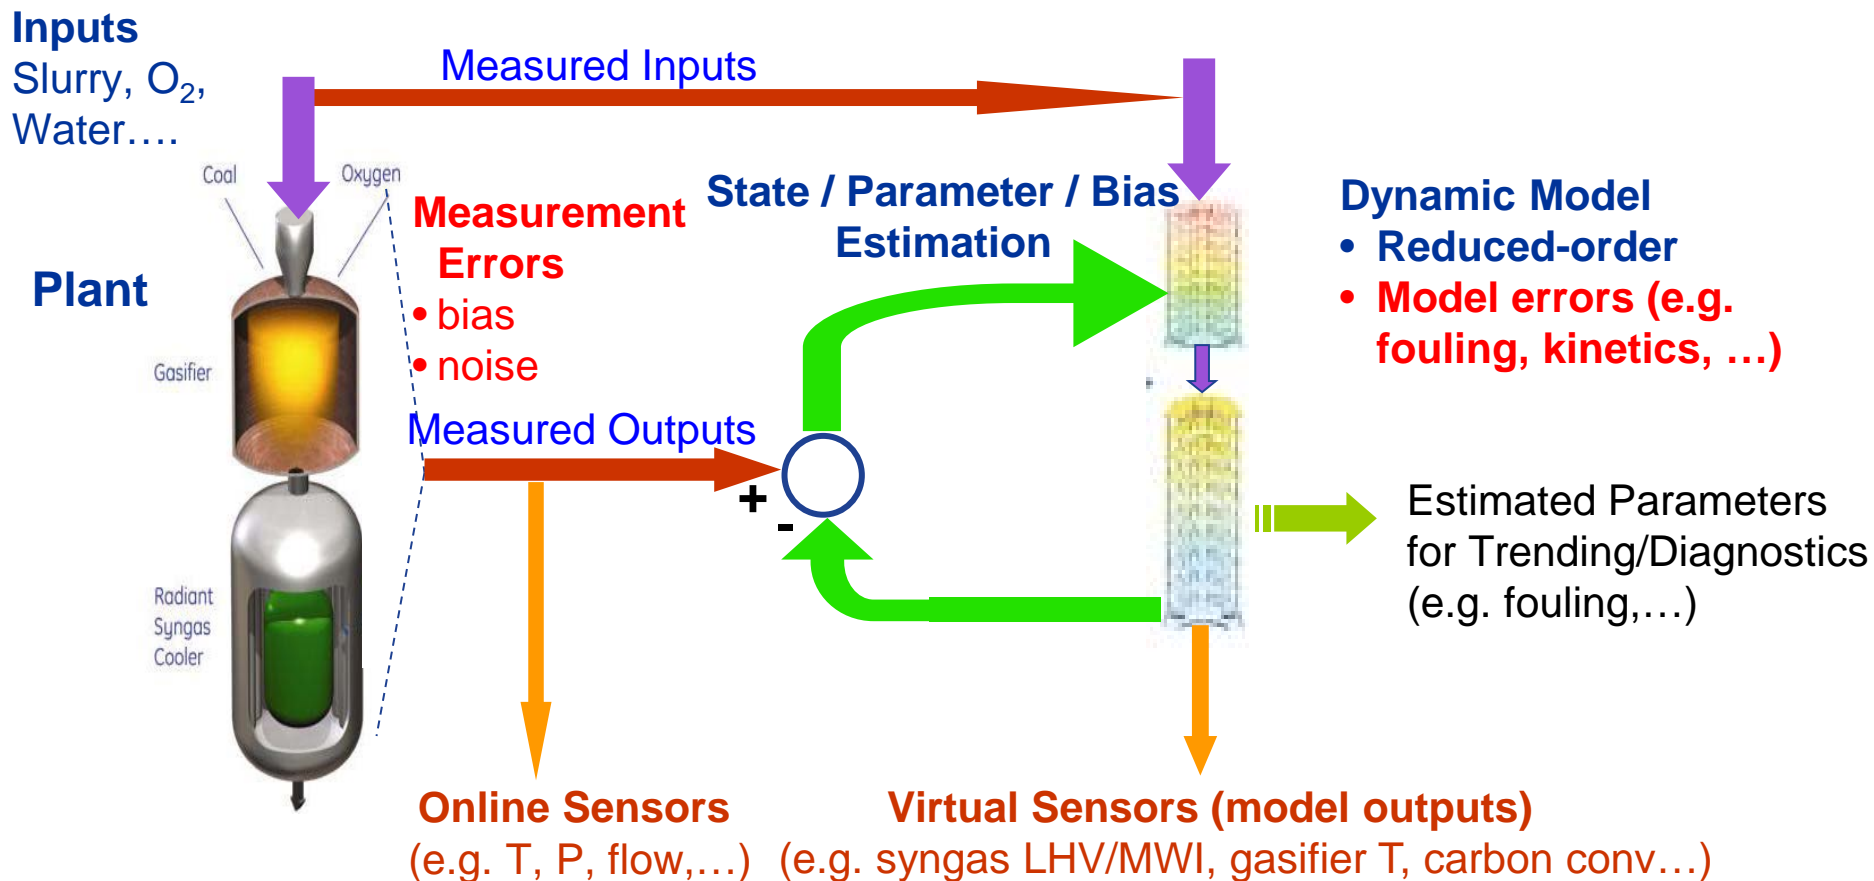 Inputs
Slurry, O₂,
Water….
Measured Inputs
Coal
Oxygen
Plant
Gasifier
Radiant
Syngas
Cooler
Measurement
Errors
• bias
• noise
Measured Outputs
State / Parameter / Bias
Estimation
+
-
Dynamic Model
• Reduced-order
• Model errors (e.g.
fouling, kinetics, …)
Estimated Parameters
for Trending/Diagnostics
(e.g. fouling,…)
Online Sensors
(e.g. T, P, flow,…)
Virtual Sensors (model outputs)
(e.g. syngas LHV/MWI, gasifier T, carbon conv…)